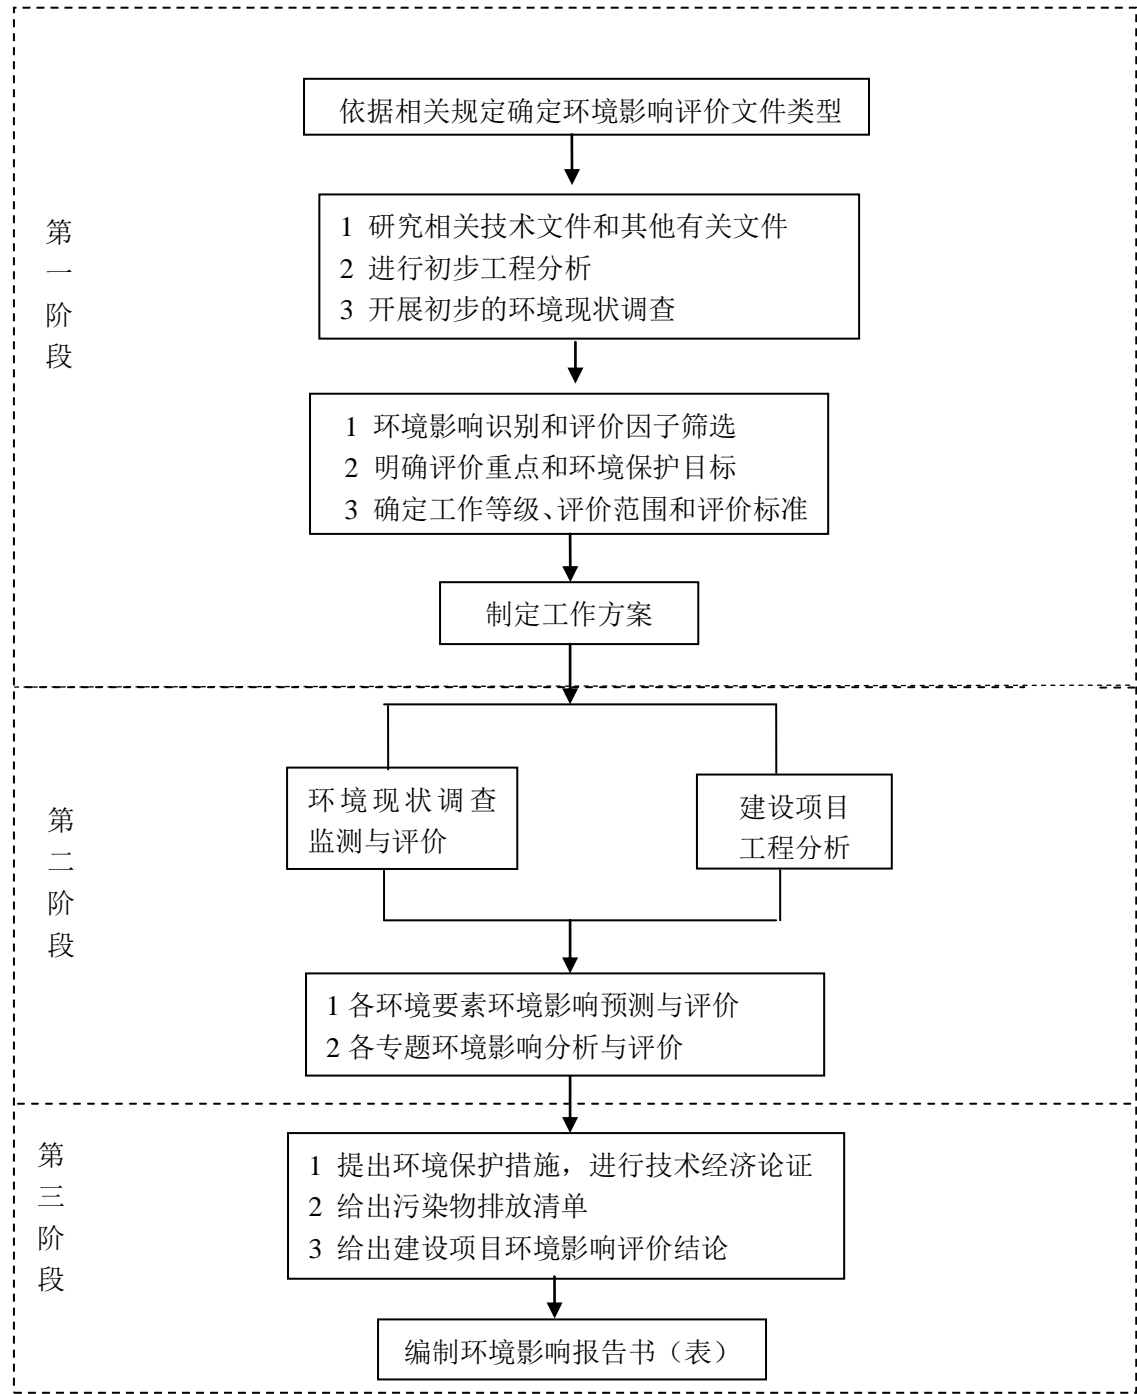 依据相关规定确定环境影响评价文件类型
第一阶段
1 研究相关技术文件和其他有关文件
2 进行初步工程分析
3 开展初步的环境现状调查
1 环境影响识别和评价因子筛选
2 明确评价重点和环境保护目标
3 确定工作等级、评价范围和评价标准
制定工作方案
第二阶段
环境现状调查
监测与评价
建设项目
工程分析
1 各环境要素环境影响预测与评价
2 各专题环境影响分析与评价
第三阶段
1 提出环境保护措施，进行技术经济论证
2 给出污染物排放清单
3 给出建设项目环境影响评价结论
编制环境影响报告书（表）